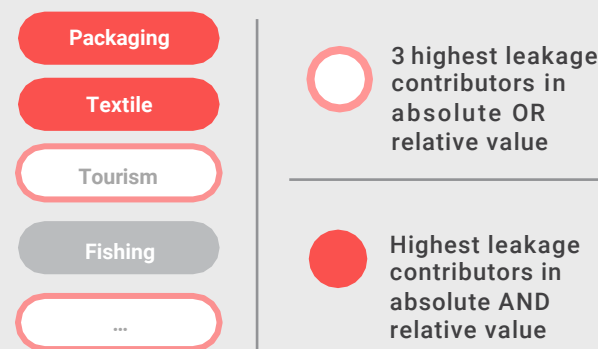 Packaging
Textile
Tourism
Fishing
...
3 highest leakage
contributors in
absolute OR
relative value
Highest leakage
contributors in
absolute AND
relative value